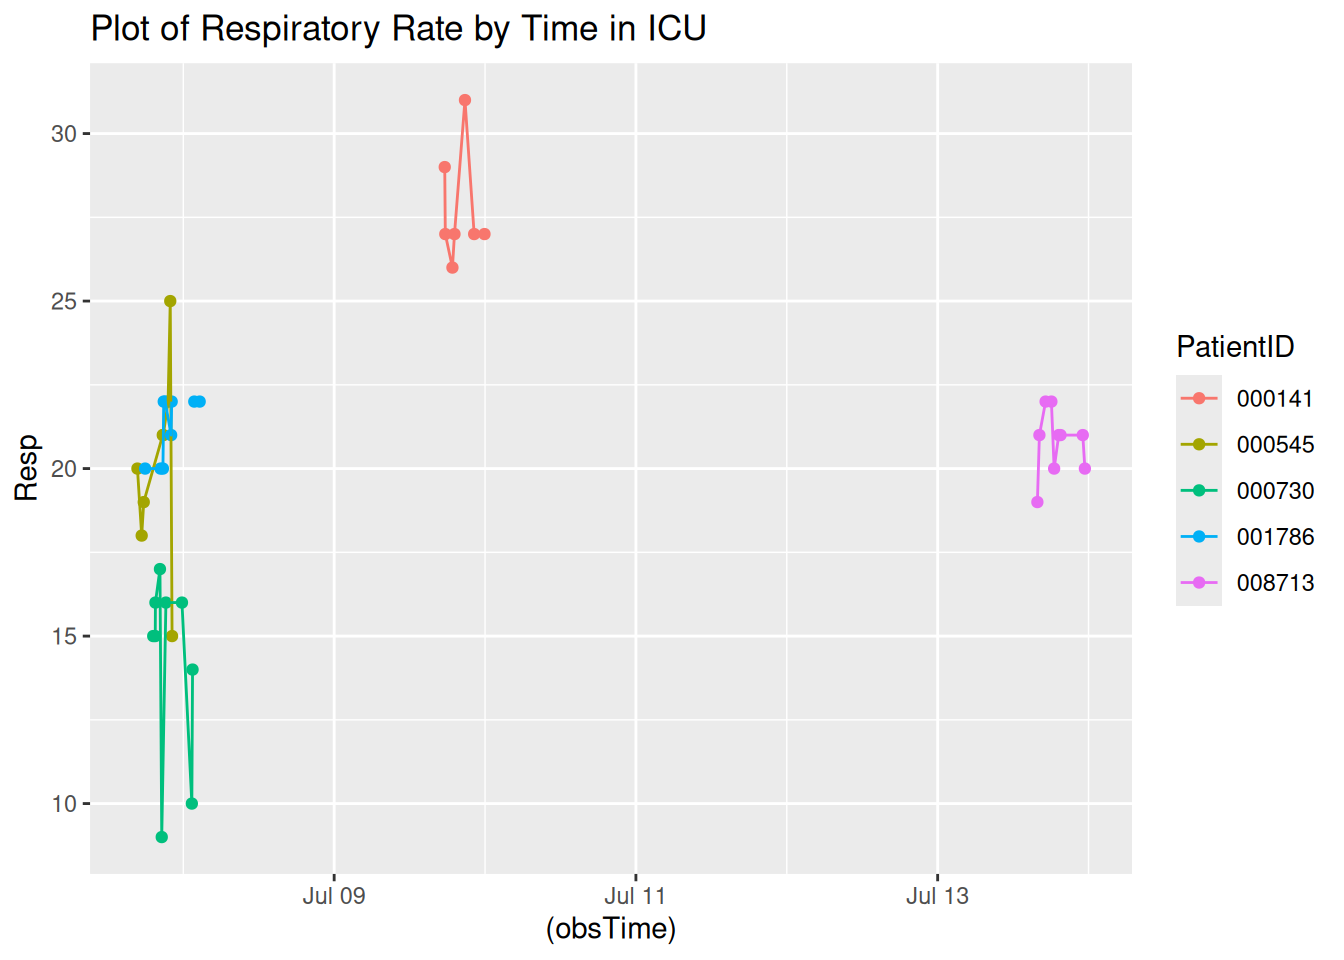 Plot of Respiratory Rate by Time in ICU
30
25
20
15
10
Resp
Jul 09 Jul 11 Jul 13
(obsTime)
PatientID
000141
000545
000730
001786
008713